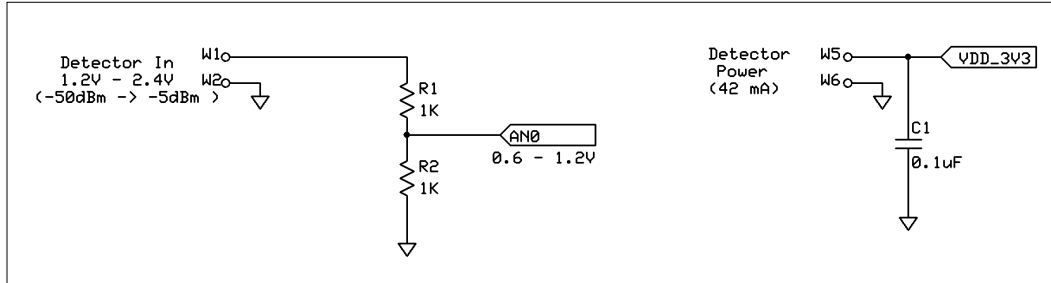 Detector In
1.2V - 2.4V
(-50dBm -> -5dBm )
W1
W2
R1
1K
AN0
0.6 - 1.2V
R2
1K
Detector
Power
(42 mA)
W5
W6
VDD_3V3
C1
0.1uF